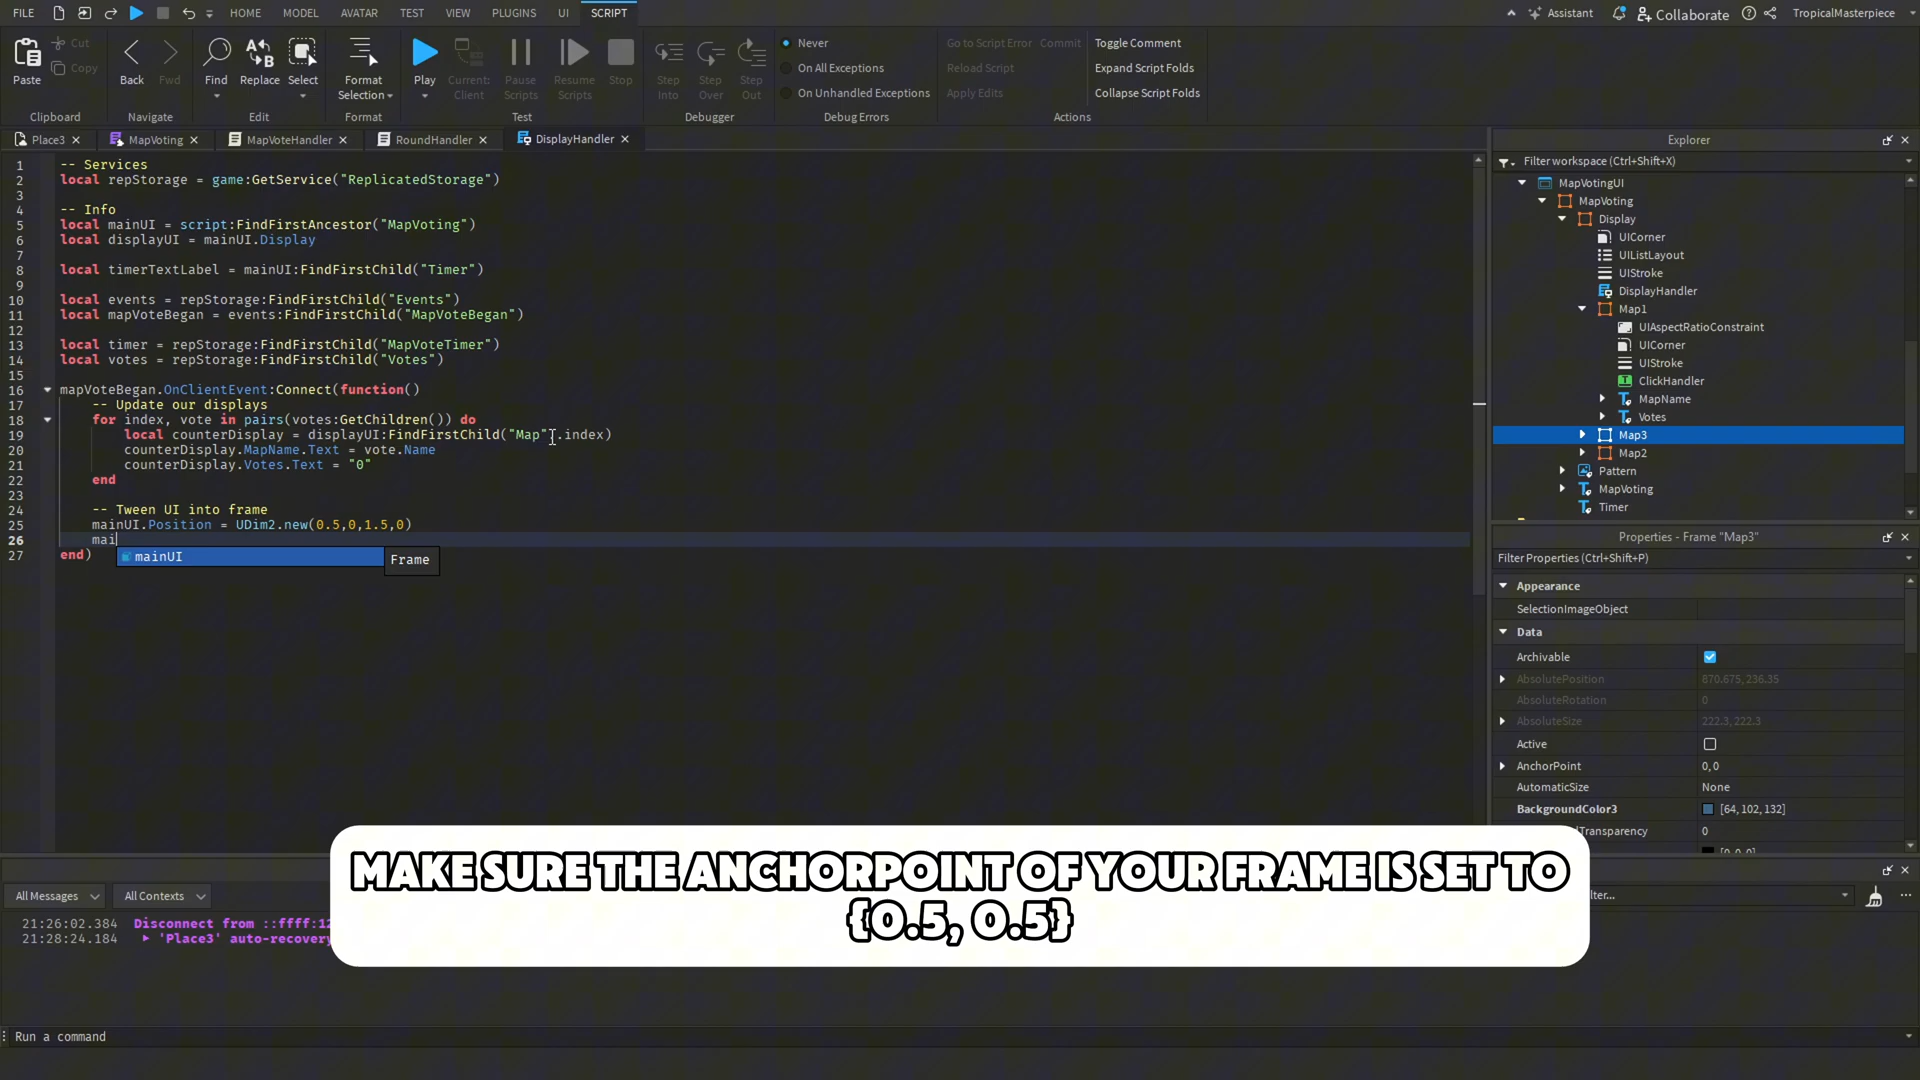 FILE HOME MODEL AVATAR TEST VIEW PLUGINS UI SCRIPT Assistant Collaborate TropicalMasterpiece
Paste Cut Copy Back Fwd Find Replace Select Format Selection Play Current: Client Pause Scripts Resume Scripts Stop Step Into Step Over Step Out
Never
On All Exceptions
On Unhandled Exceptions
Go to Script Error Commit
Reload Script
Apply Edits
Toggle Comment
Expand Script Folds
Collapse Script Folds
Clipboard Navigate Edit Format Test Debugger Debug Errors Actions
Place3 MapVoting MapVoteHandler RoundHandler DisplayHandler
1 -- Services
2 local repStorage = game:GetService("ReplicatedStorage")
3
4 -- Info
5 local mainUI = script:FindFirstAncestor("MapVoting")
6 local displayUI = mainUI.Display
7
8 local timerTextLabel = mainUI:FindFirstChild("Timer")
9
10 local events = repStorage:FindFirstChild("Events")
11 local mapVoteBegan = events:FindFirstChild("MapVoteBegan")
12
13 local timer = repStorage:FindFirstChild("MapVoteTimer")
14 local votes = repStorage:FindFirstChild("Votes")
15
16 mapVoteBegan.OnClientEvent:Connect(function()
17 -- Update our displays
18 for index, vote in pairs(votes:GetChildren()) do
19 local counterDisplay = displayUI:FindFirstChild("Map"..index)
20 counterDisplay.MapName.Text = vote.Name
21 counterDisplay.Votes.Text = "0"
22 end
23
24 -- Tween UI into frame
25 mainUI.Position = UDim2.new(0.5,0,1.5,0)
26 mai
27 end)
mainUI Frame
Explorer
Filter workspace (Ctrl+Shift+X)
MapVotingUI
MapVoting
Display
UICorner
UIListLayout
UIStroke
DisplayHandler
Map1
UIAspectRatioConstraint
UICorner
UIStroke
ClickHandler
MapName
Votes
Map3
Map2
Pattern
MapVoting
Timer
Properties - Frame "Map3"
Filter Properties (Ctrl+Shift+P)
Appearance
SelectionImageObject
Data
Archivable
AbsolutePosition 870.675, 236.35
AbsoluteRotation 0
AbsoluteSize 222.3, 222.3
Active
AnchorPoint 0, 0
AutomaticSize None
BackgroundColor3 [64, 102, 132]
Transparency 0
MAKE SURE THE ANCHORPOINT OF YOUR FRAME IS SET TO
{0.5, 0.5}
All Messages All Contexts
21:26:02.384 Disconnect from ::ffff:12
21:28:24.184 'Place3' auto-recovery
Run a command